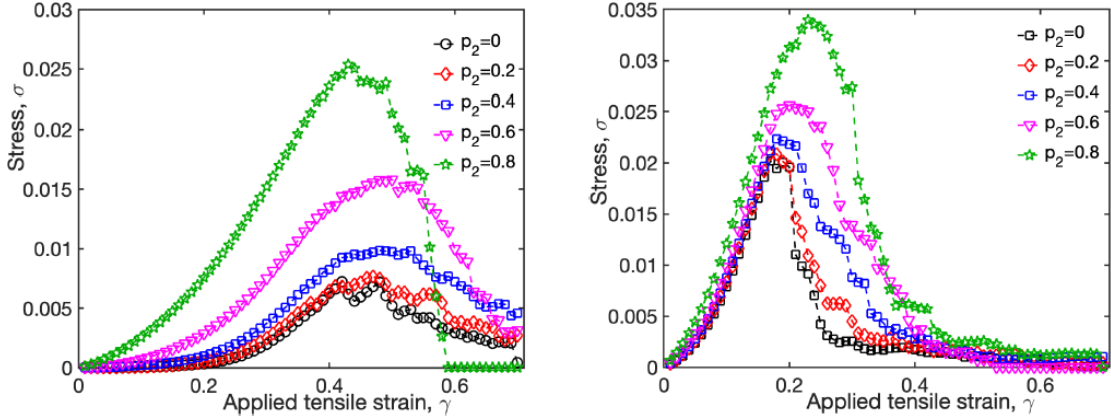 0.03
0.025
0.02
0.015
0.01
0.005
0
Stress, σ
p2=0
p2=0.2
p2=0.4
p2=0.6
p2=0.8
0 0.2 0.4 0.6
Applied tensile strain, γ
0.035
0.03
0.025
0.02
0.015
0.01
0.005
0
Stress, σ
p2=0
p2=0.2
p2=0.4
p2=0.6
p2=0.8
0 0.2 0.4 0.6
Applied tensile strain, γ